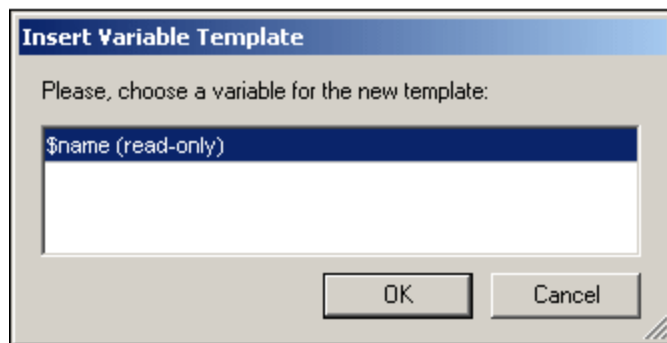 Insert Variable Template
Please, choose a variable for the new template:
$name (read-only)
OK
Cancel